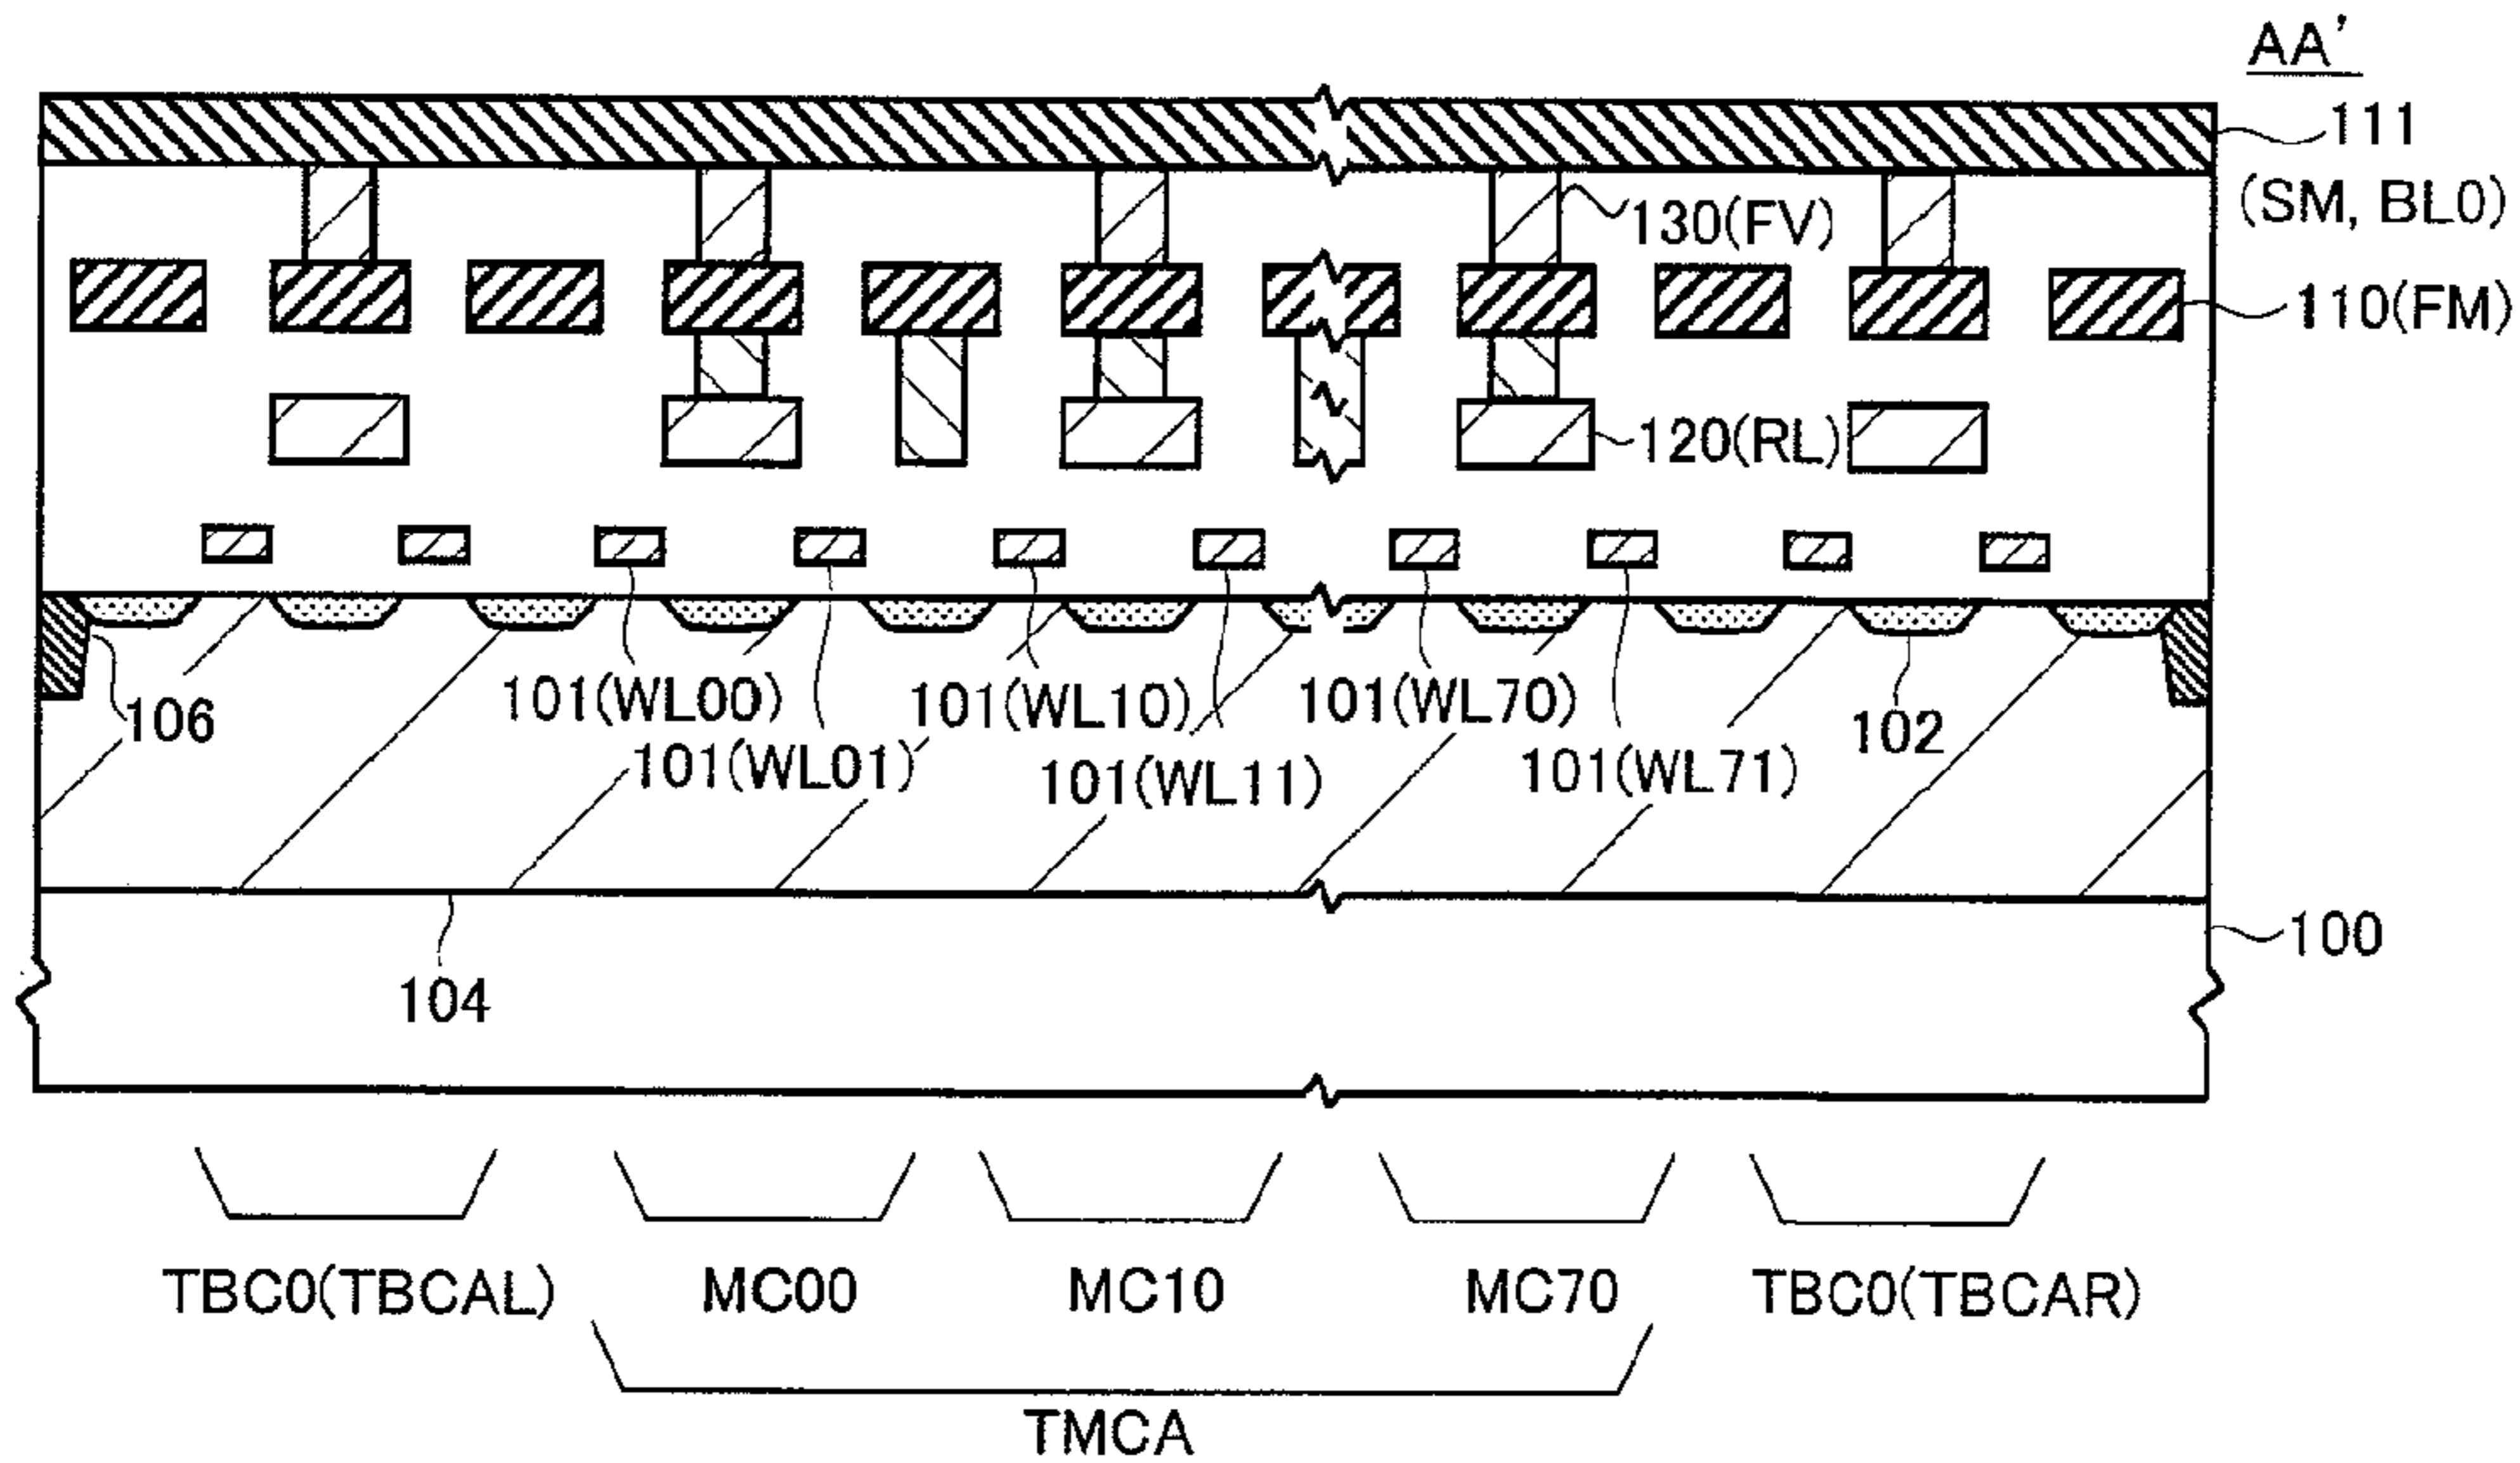 AA'
111
(SM, BL0)
130(FV)
110(FM)
120(RL)
101(WL00)
101(WL10)
101(WL70)
106
102
101(WL01)
101(WL11)
101(WL71)
100
104
TBC0(TBCAL)
MC00
MC10
MC70
TBC0(TBCAR)
TMCA